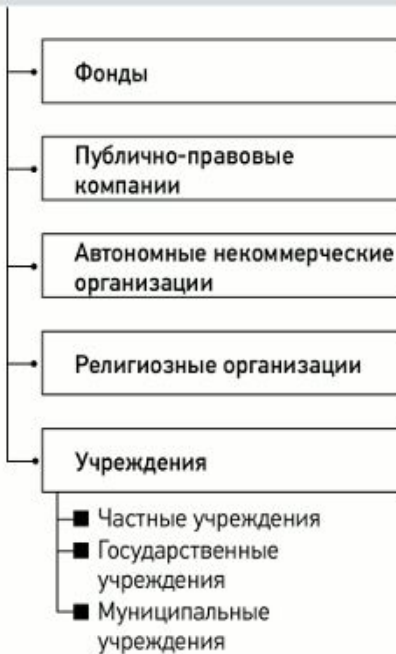 Фонды
Публично-правовые
компании
Автономные некоммерческие
организации
Религиозные организации
Учреждения
Частные учреждения
Государственные
учреждения
Муниципальные
учреждения